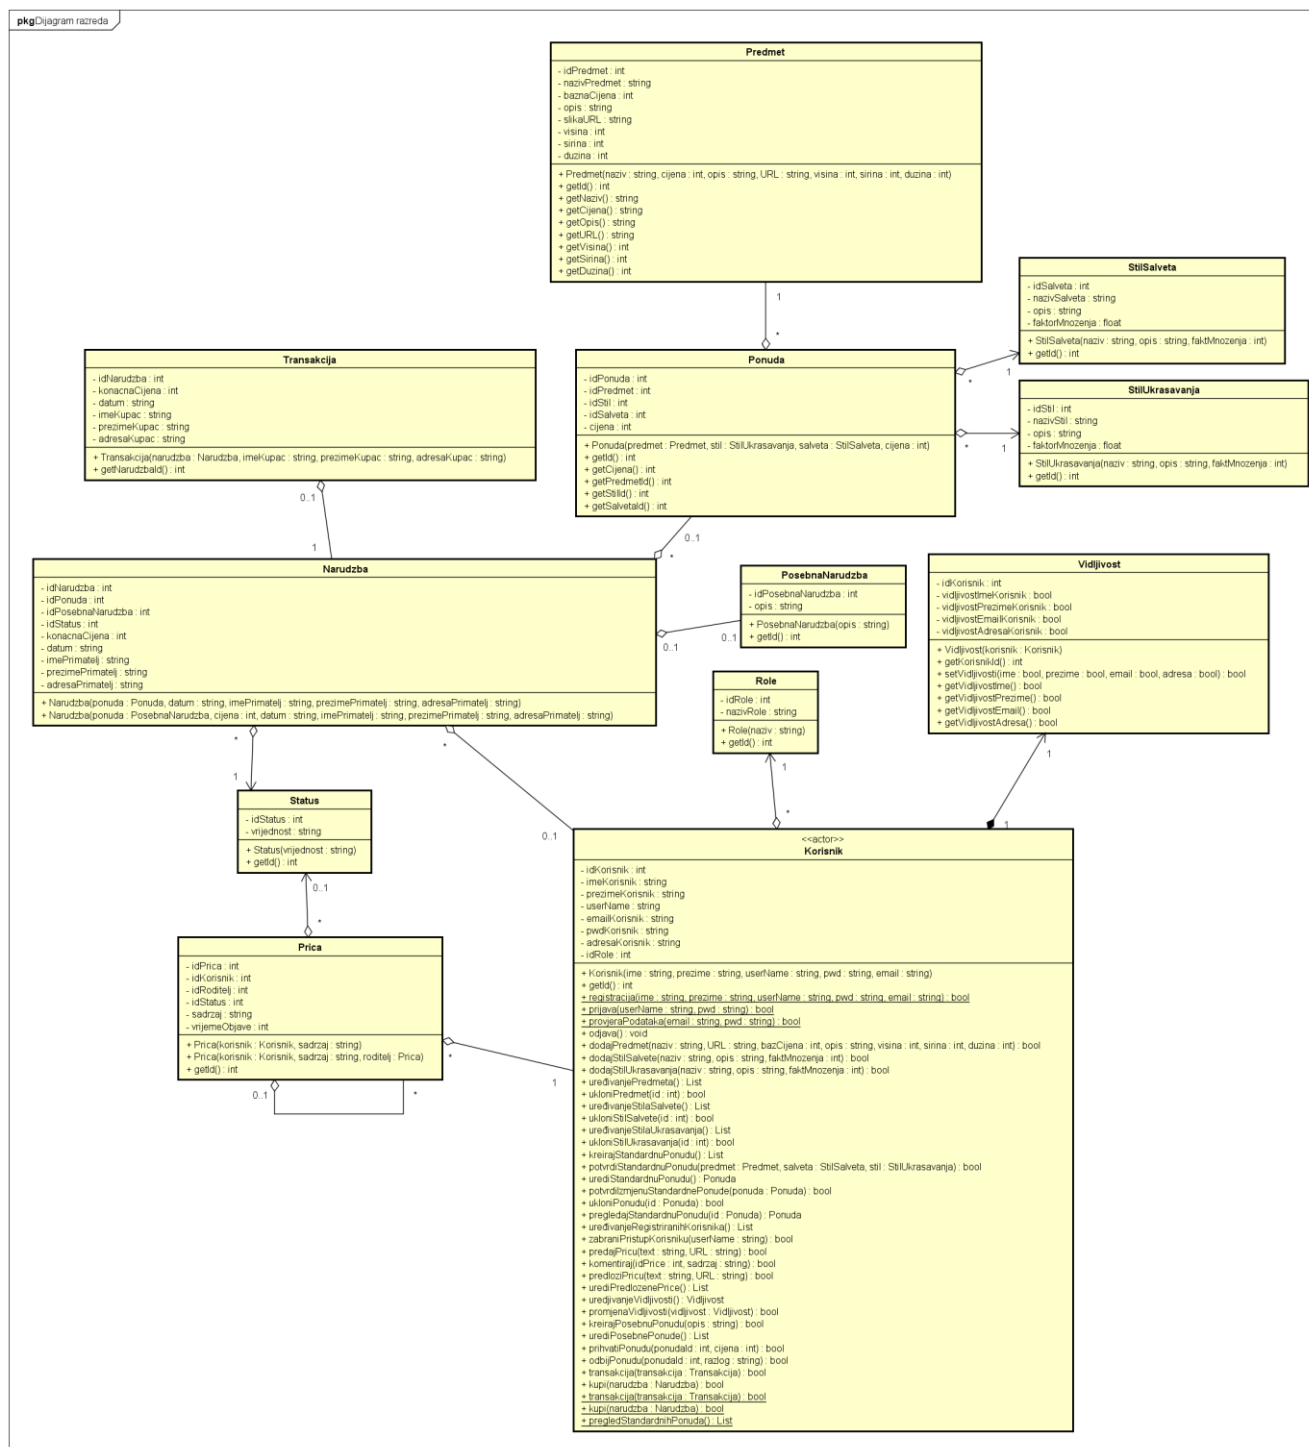 pkg Dijagram razreda
Predmet
- idPredmet : int
- nazivPredmet : string
- baznaCijena : int
- opis : string
- slikaURL : string
- visina : int
- sirina : int
- duzina : int
+ Predmet(naziv : string, cijena : int, opis : string, URL : string, visina : int, sirina : int, duzina : int)
+ getId() : int
+ getNaziv() : string
+ getCijena() : string
+ getOpis() : string
+ getURL() : string
+ getVisina() : int
+ getSirina() : int
+ getDuzina() : int
1
*
StilSalveta
- idSalveta : int
- nazivSalveta : string
- opis : string
- faktorMnozenja : float
+ StilSalveta(naziv : string, opis : string, faktMnozenja : int)
+ getId() : int
1
*
Transakcija
- idNarudzba : int
- konacnaCijena : int
- datum : string
- imeKupac : string
- prezimeKupac : string
- adresaKupac : string
+ Transakcija(narudzba : Narudzba, imeKupac : string, prezimeKupac : string, adresaKupac : string)
+ getNarudzbaId() : int
0..1
1
Ponuda
- idPonuda : int
- idPredmet : int
- idStil : int
- idSalveta : int
- cijena : int
+ Ponuda(predmet : Predmet, stil : StilUkrasavanja, salveta : StilSalveta, cijena : int)
+ getId() : int
+ getCijena() : int
+ getPredmetId() : int
+ getStilId() : int
+ getSalvetaId() : int
0..1
*
StilUkrasavanja
- idStil : int
- nazivStil : string
- opis : string
- faktorMnozenja : float
+ StilUkrasavanja(naziv : string, opis : string, faktMnozenja : int)
+ getId() : int
*
1
Narudzba
- idNarudzba : int
- idPonuda : int
- idPosebnaNarudzba : int
- idStatus : int
- konacnaCijena : int
- datum : string
- imePrimatelj : string
- prezimePrimatelj : string
- adresaPrimatelj : string
+ Narudzba(ponuda : Ponuda, datum : string, imePrimatelj : string, prezimePrimatelj : string, adresaPrimatelj : string)
+ Narudzba(ponuda : PosebnaNarudzba, cijena : int, datum : string, imePrimatelj : string, prezimePrimatelj : string, adresaPrimatelj : string)
PosebnaNarudzba
- idPosebnaNarudzba : int
- opis : string
+ PosebnaNarudzba(opis : string)
+ getId() : int
0..1
0..1
Vidljivost
- idKorisnik : int
- vidljivostImeKorisnik : bool
- vidljivostPrezimeKorisnik : bool
- vidljivostEmailKorisnik : bool
- vidljivostAdresaKorisnik : bool
+ Vidljivost(korisnik : Korisnik)
+ getKorisnikId() : int
+ setVidljivosti(ime : bool, prezime : bool, email : bool, adresa : bool) : bool
+ getVidljivostIme() : bool
+ getVidljivostPrezime() : bool
+ getVidljivostEmail() : bool
+ getVidljivostAdresa() : bool
1
1
Role
- idRole : int
- nazivRole : string
+ Role(naziv : string)
+ getId() : int
1
*
*
1
*
0..1
Status
- idStatus : int
- vrijednost : string
+ Status(vrijednost : string)
+ getId() : int
0..1
*
Prica
- idPrica : int
- idKorisnik : int
- idRoditelj : int
- idStatus : int
- sadrzaj : string
- vrijemeObjave : int
+ Prica(korisnik : Korisnik, sadrzaj : string)
+ Prica(korisnik : Korisnik, sadrzaj : string, roditelj : Prica)
+ getId() : int
0..1
*
*
1
<<actor>>
Korisnik
- idKorisnik : int
- imeKorisnik : string
- prezimeKorisnik : string
- userName : string
- emailKorisnik : string
- pwdKorisnik : string
- adresaKorisnik : string
- idRole : int
+ Korisnik(ime : string, prezime : string, userName : string, pwd : string, email : string)
+ getId() : int
+ registracija(ime : string, prezime : string, userName : string, pwd : string, email : string) : bool
+ prijava(userName : string, pwd : string) : bool
+ provjeraPodataka(email : string, pwd : string) : bool
+ odjava() : void
+ dodajPredmet(naziv : string, URL : string, bazCijena : int, opis : string, visina : int, sirina : int, duzina : int) : bool
+ dodajStilSalvete(naziv : string, opis : string, faktMnozenja : int) : bool
+ dodajStilUkrasavanja(naziv : string, opis : string, faktMnozenja : int) : bool
+ uređivanjePredmeta() : List
+ ukloniPredmet(id : int) : bool
+ uređivanjeStilaSalvete() : List
+ ukloniStilSalvete(id : int) : bool
+ uređivanjeStilaUkrasavanja() : List
+ ukloniStilUkrasavanja(id : int) : bool
+ kreirajStandardnuPonudu() : List
+ potvrdiStandardnuPonudu(predmet : Predmet, salveta : StilSalveta, stil : StilUkrasavanja) : bool
+ urediStandardnuPonudu() : Ponuda
+ potvrdiIzmjenuStandardnePonude(ponuda : Ponuda) : bool
+ ukloniPonudu(id : Ponuda) : bool
+ pregledajStandardnuPonudu(id : Ponuda) : Ponuda
+ uređivanjeRegistriranihKorisnika() : List
+ zabraniPristupKorisniku(userName : string) : bool
+ predajPricu(text : string, URL : string) : bool
+ komentiraj(idPrice : int, sadrzaj : string) : bool
+ predloziPricu(text : string, URL : string) : bool
+ urediPredlozenePrice() : List
+ uredjivanjeVidljivosti() : Vidljivost
+ promjenaVidljivosti(vidljivost : Vidljivost) : bool
+ kreirajPosebnuPonudu(opis : string) : bool
+ urediPosebnePonude() : List
+ prihvatiPonudu(ponudaId : int, cijena : int) : bool
+ odbijPonudu(ponudaId : int, razlog : string) : bool
+ transakcija(transakcija : Transakcija) : bool
+ kupi(narudzba : Narudzba) : bool
+ transakcija(transakcija : Transakcija) : bool
+ kupi(narudzba : Narudzba) : bool
+ pregledStandardnihPonuda() : List